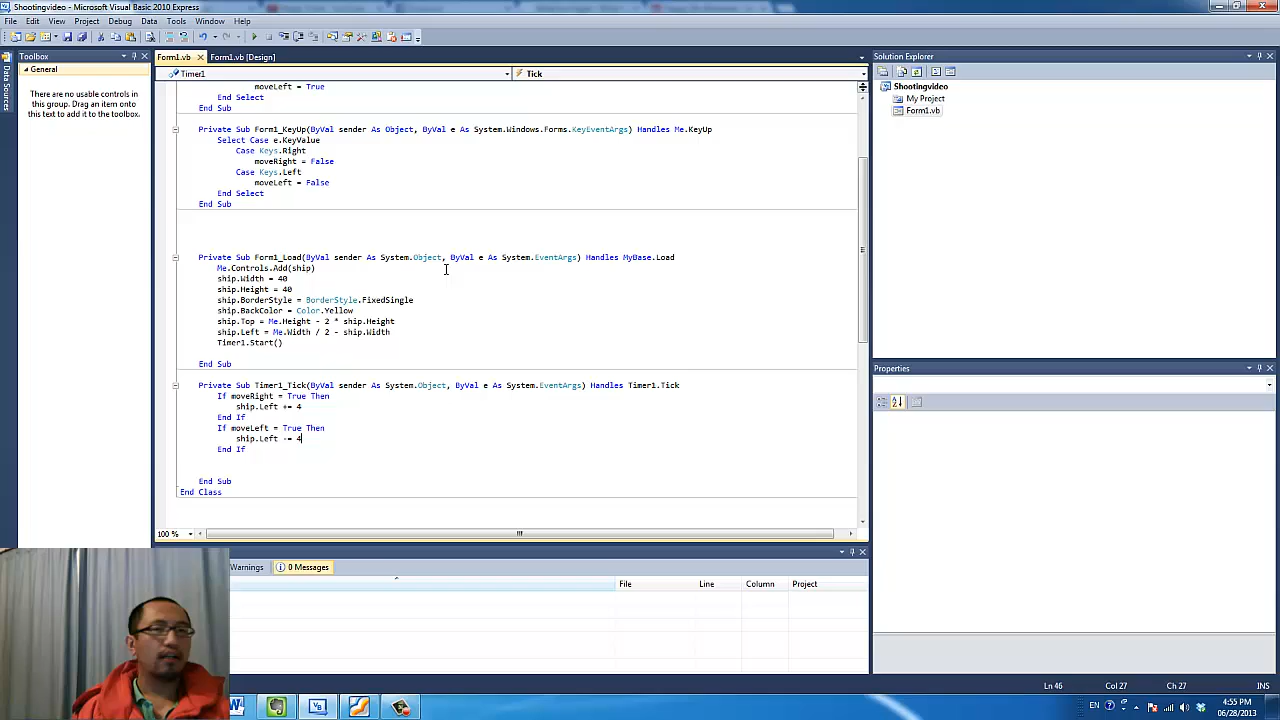 Shootingvideo - Microsoft Visual Basic 2010 Express
File Edit View Project Debug Data Tools Window Help
Toolbox
Form1.vb
Form1.vb [Design]
Solution Explorer
Data Sources
General
Timer1
Tick
There are no usable controls in
this group. Drag an item onto
this text to add it to the toolbox.
Shootingvideo
My Project
Form1.vb
moveLeft = True
End Select
End Sub
Private Sub Form1_KeyUp(ByVal sender As Object, ByVal e As System.Windows.Forms.KeyEventArgs) Handles Me.KeyUp
Select Case e.KeyValue
Case Keys.Right
moveRight = False
Case Keys.Left
moveLeft = False
End Select
End Sub
Private Sub Form1_Load(ByVal sender As System.Object, ByVal e As System.EventArgs) Handles MyBase.Load
Me.Controls.Add(ship)
ship.Width = 40
ship.Height = 40
ship.BorderStyle = BorderStyle.FixedSingle
ship.BackColor = Color.Yellow
ship.Top = Me.Height - 2 * ship.Height
ship.Left = Me.Width / 2 - ship.Width
Timer1.Start()
End Sub
Private Sub Timer1_Tick(ByVal sender As System.Object, ByVal e As System.EventArgs) Handles Timer1.Tick
If moveRight = True Then
ship.Left += 4
End If
If moveLeft = True Then
ship.Left -= 4
End If
End Sub
End Class
Properties
100 %
Warnings
0 Messages
File Line Column Project
Ln 46 Col 27 Ch 27 INS
EN
4:55 PM
06/28/2013